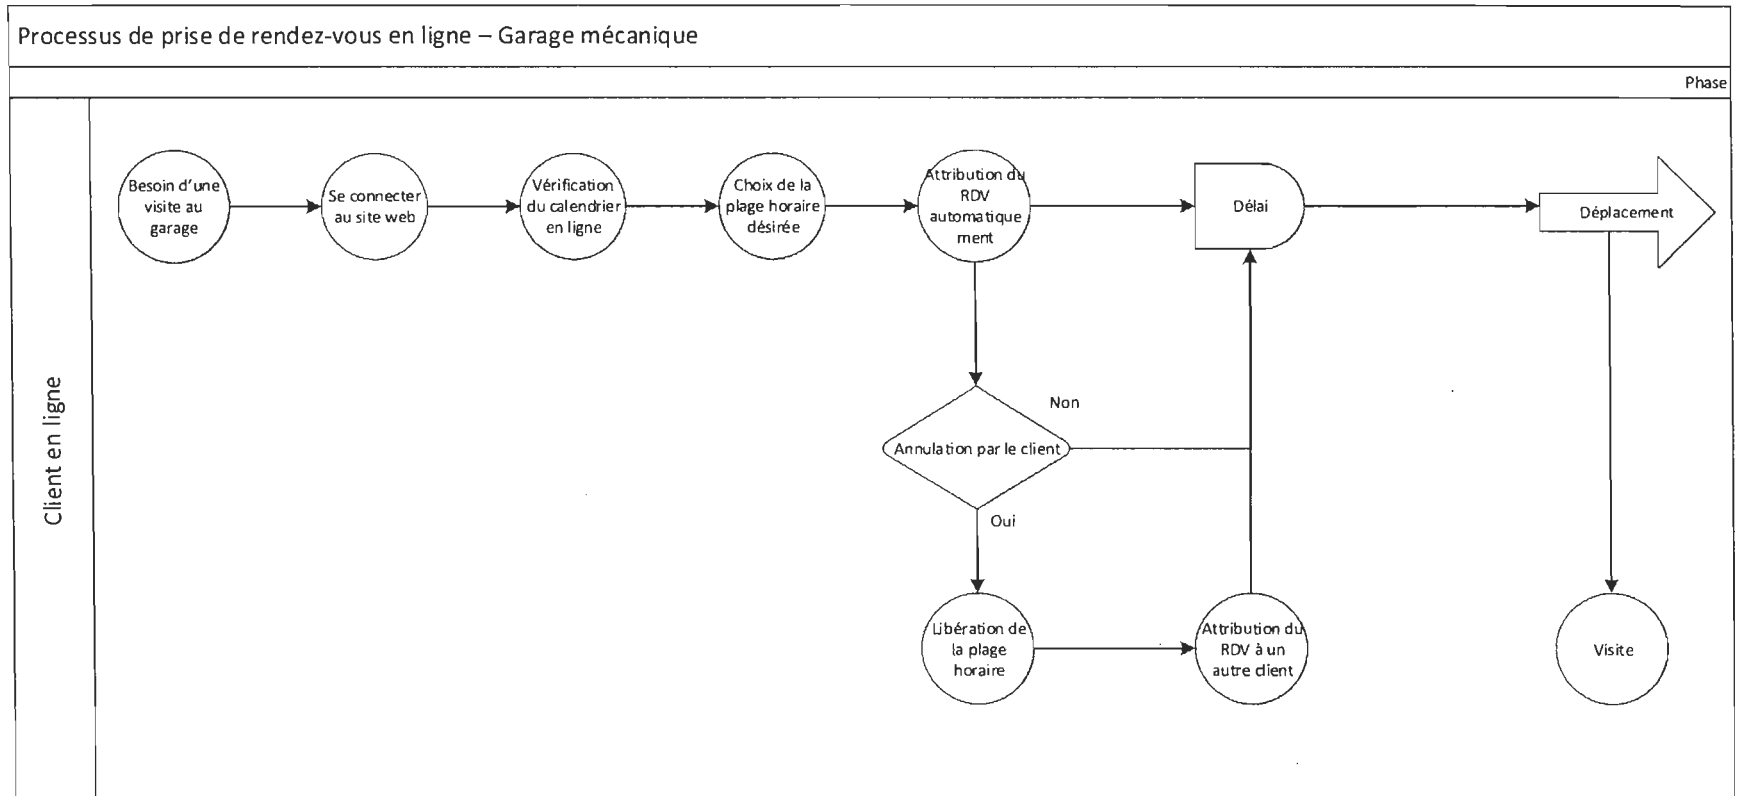 Processus de prise de rendez-vous en ligne – Garage mécanique
Phase
Client en ligne
Besoin d'une
visite au
garage
Se connecter
au site web
Vérification
du calendrier
en ligne
Choix de la
plage horaire
désirée
Attribution du
RDV
automatique
ment
Délai
Déplacement
Non
Annulation par le client
Oui
Libération de
la plage
horaire
Attribution du
RDV à un
autre client
Visite